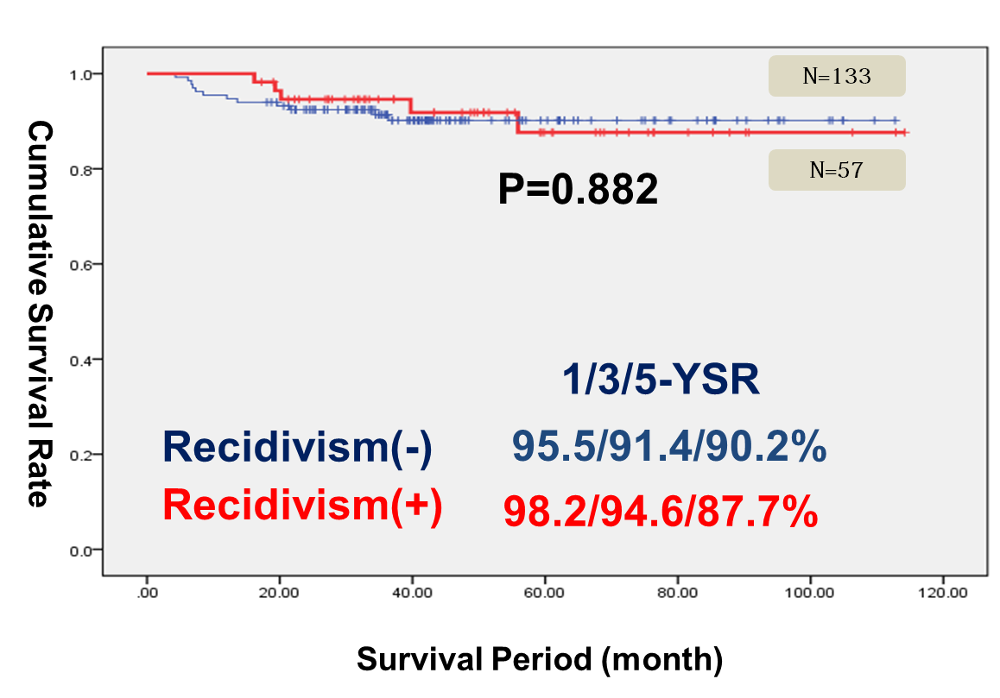 Cumulative Survival Rate
1.0
0.8
0.6
0.4
0.2
0.0
N=133
N=57
P=0.882
1/3/5-YSR
Recidivism(-) 95.5/91.4/90.2%
Recidivism(+) 98.2/94.6/87.7%
.00 20.00 40.00 60.00 80.00 100.00 120.00
Survival Period (month)